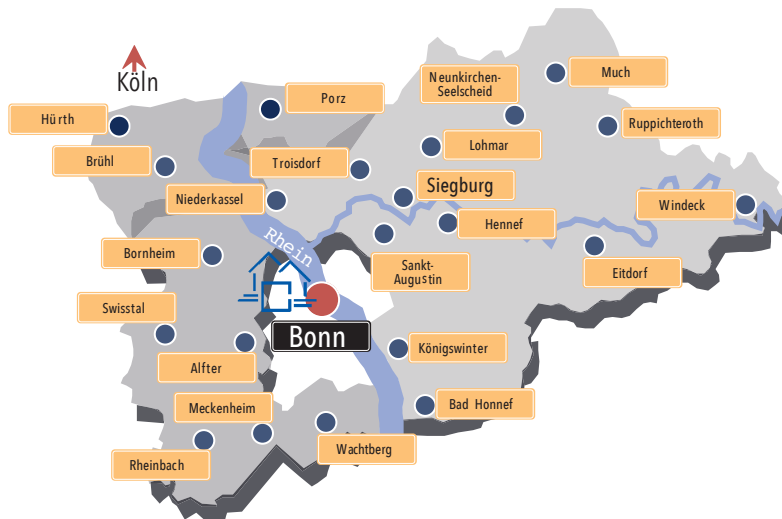 Köln
Neunkirchen-
Seelscheid
Much
Porz
Hürth
Ruppichteroth
Lohmar
Brühl
Troisdorf
Siegburg
Niederkassel
Windeck
Hennef
Rhein
Bornheim
Sankt-
Augustin
Eitdorf
Swisstal
Bonn
Königswinter
Alfter
Meckenheim
Bad Honnef
Wachtberg
Rheinbach